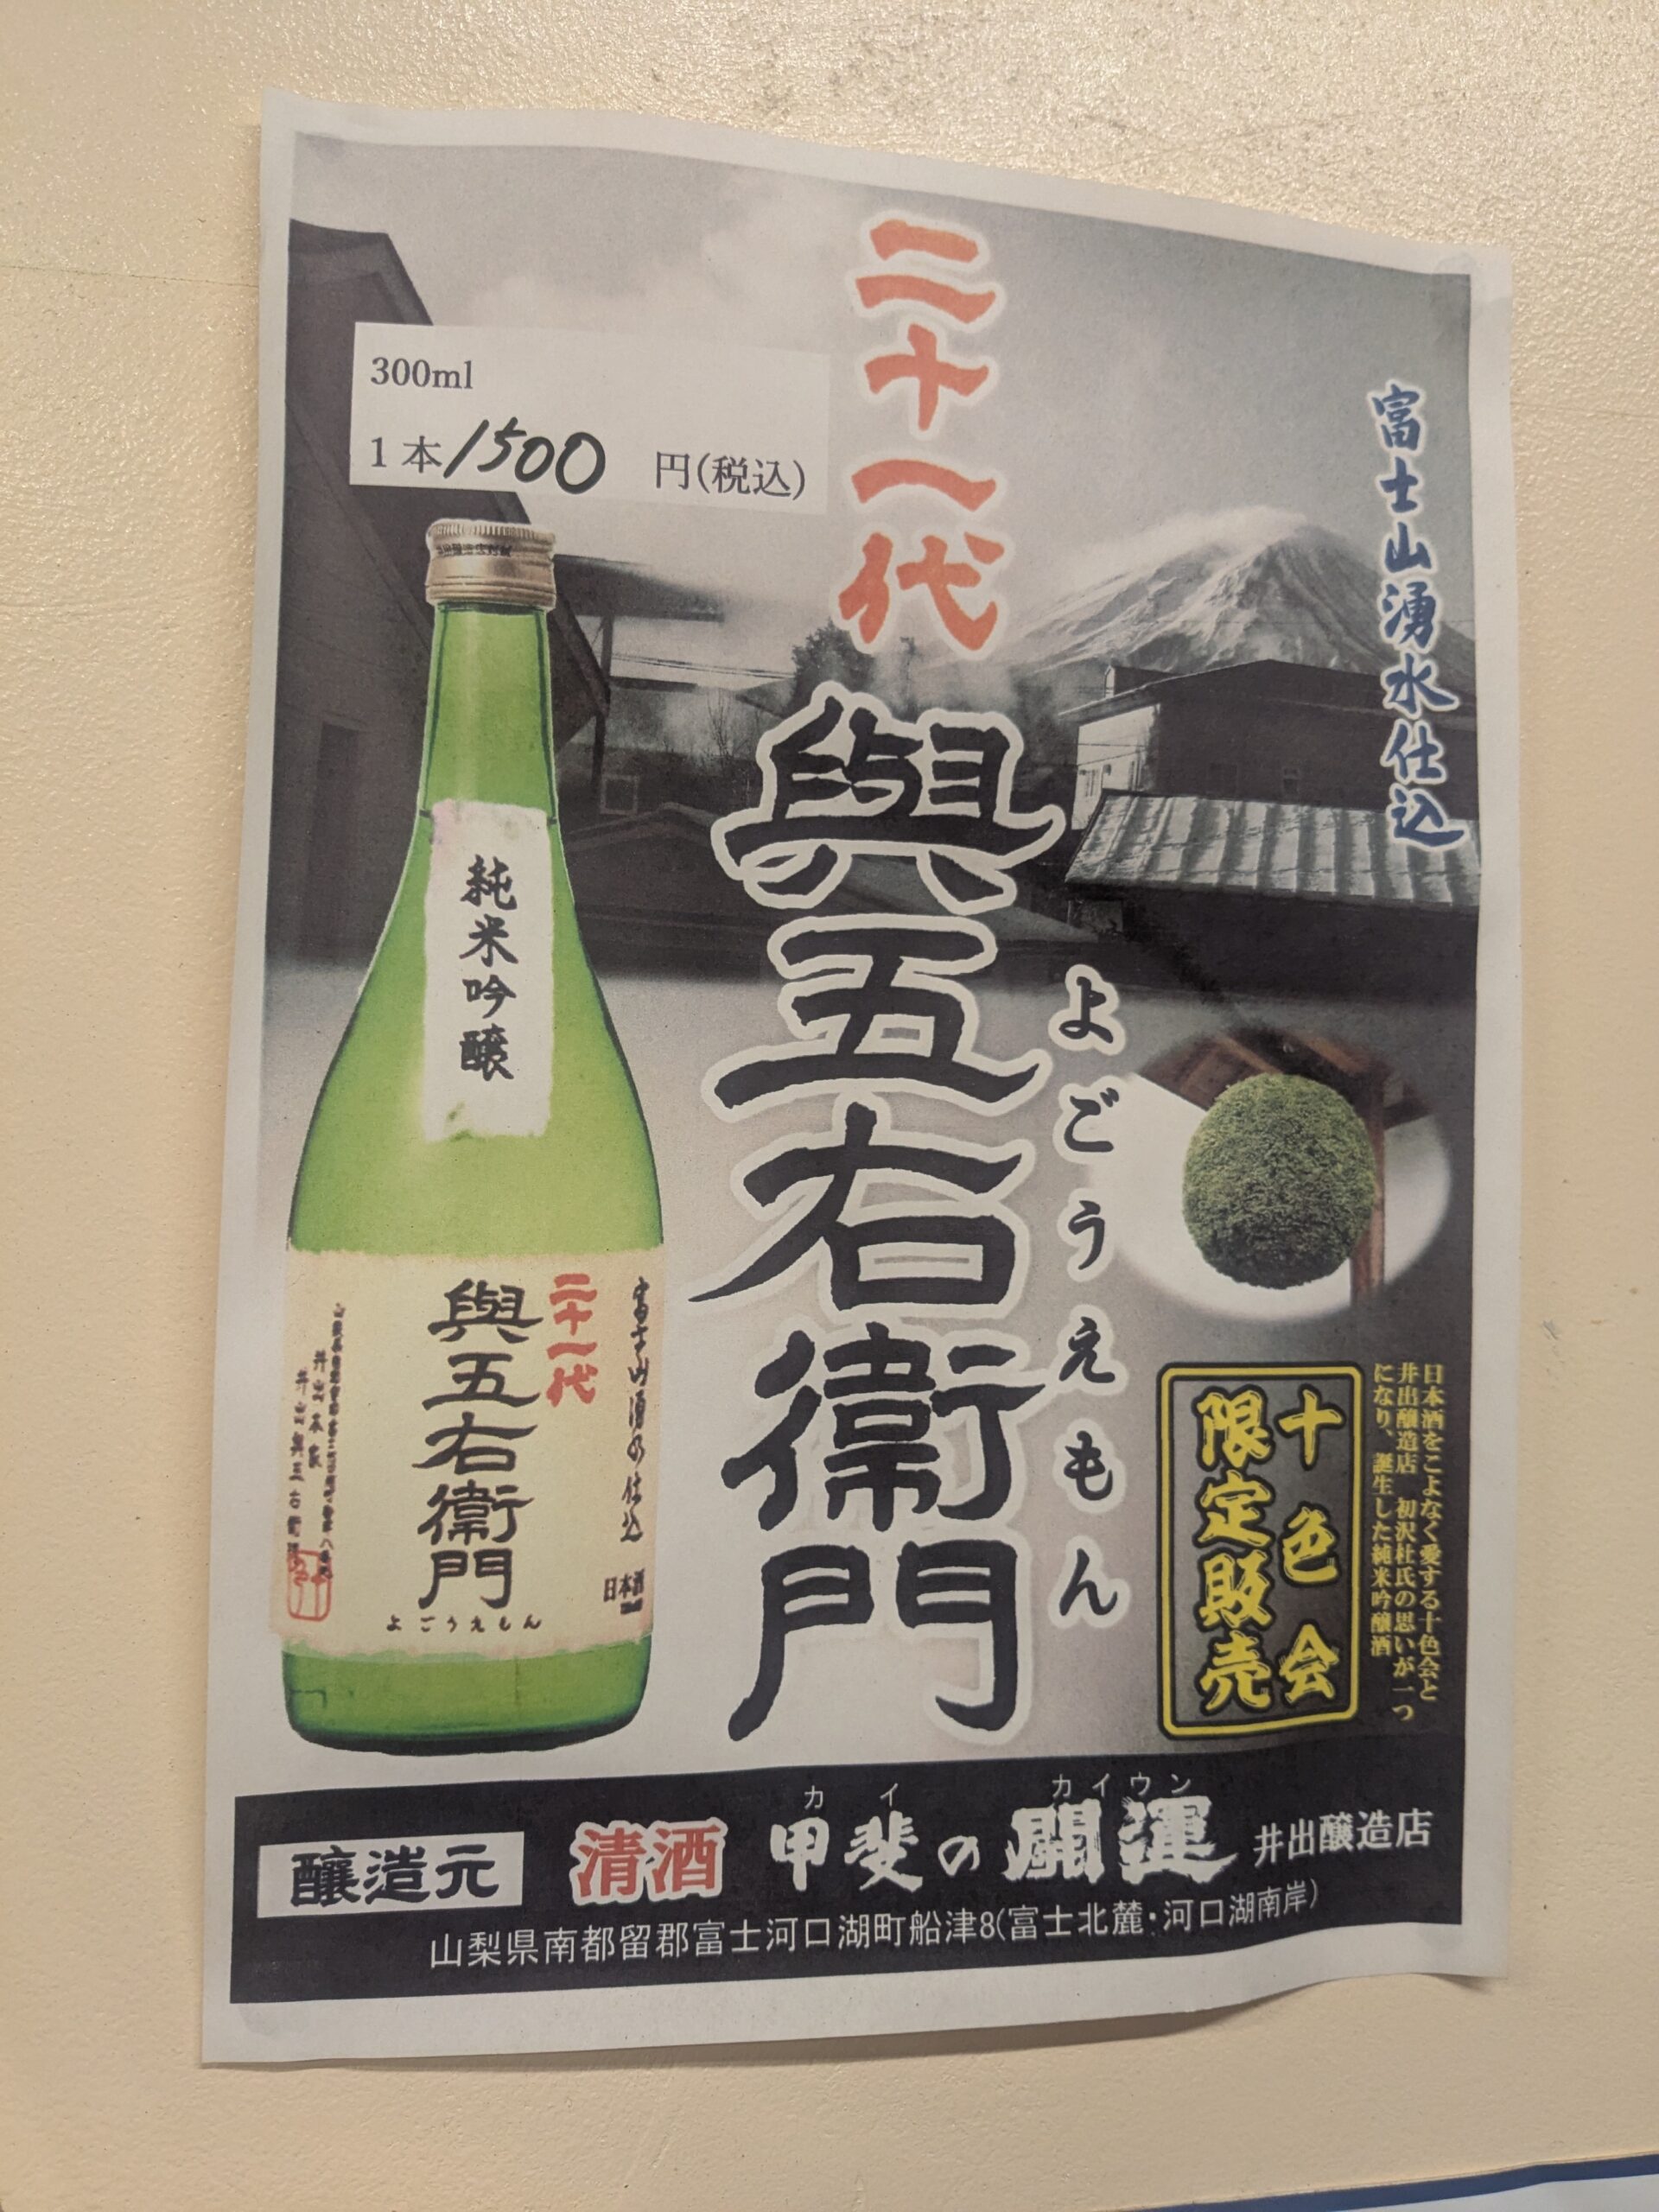 富士山湧水仕込
二十一代
與五右衛門
よごうえもん
300ml
1本1500 円(税込)
純米吟醸
富士山湧水仕込
二十一代
與五右衛門
よごうえもん
日本酒
井出本家
井出與五右衛門
日本酒をこよなく愛する十色会と
井出醸造店 初沢杜氏の思いが一つ
になり、誕生した純米吟醸酒
十色会
限定販売
醸造元
清酒
カイ カイウン
甲斐の開運
井出醸造店
山梨県南都留郡富士河口湖町船津8(富士北麓・河口湖南岸)